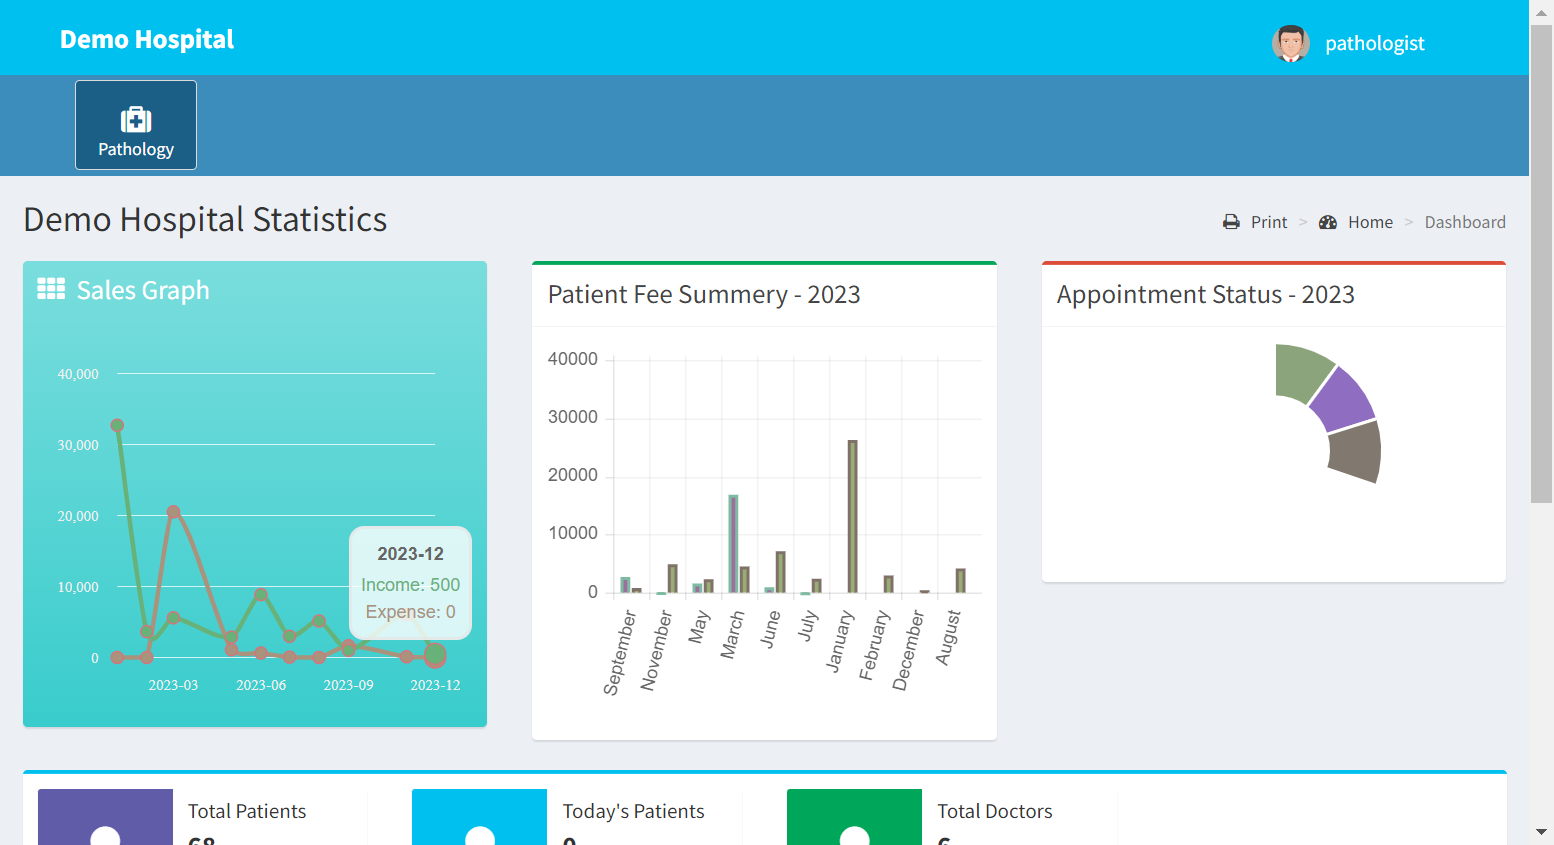 Demo Hospital
pathologist
Pathology
Demo Hospital Statistics
Print > Home > Dashboard
Sales Graph
40,000
30,000
20,000
10,000
0
2023-03
2023-06
2023-09
2023-12
2023-12
Income: 500
Expense: 0
Patient Fee Summery - 2023
40000
30000
20000
10000
0
September
November
May
March
June
July
January
February
December
August
Appointment Status - 2023
Total Patients
68
Today's Patients
0
Total Doctors
6